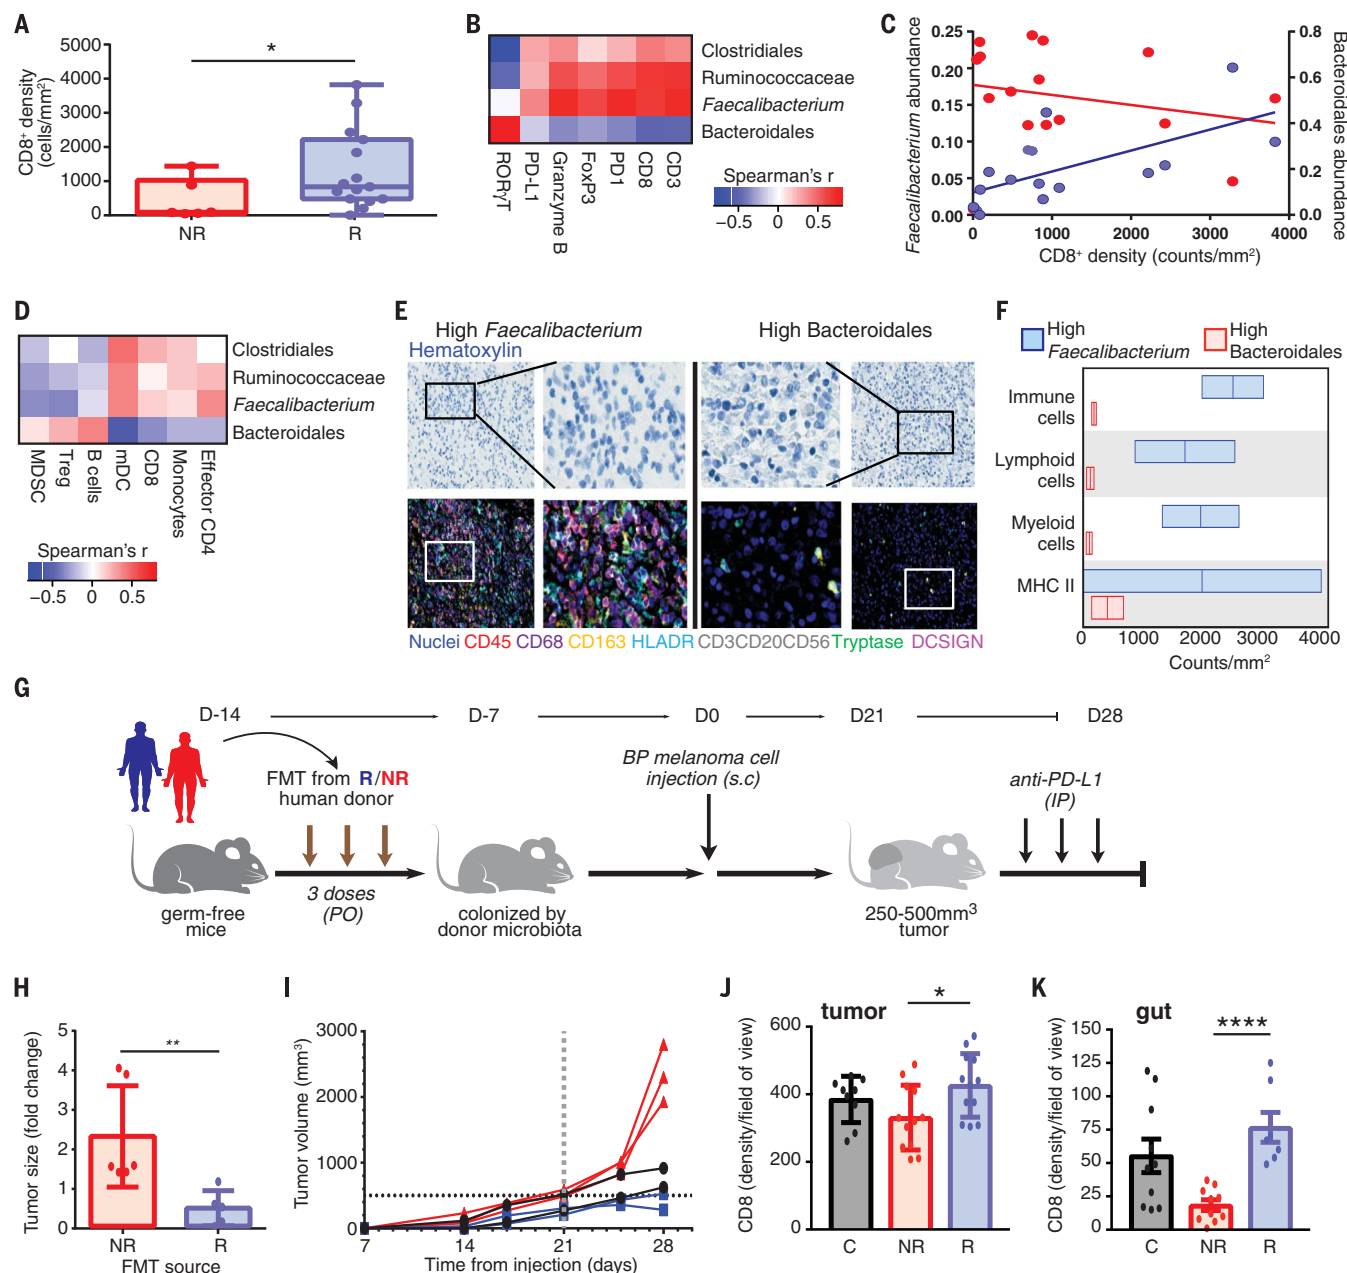 A
CD8+ density
(cells/mm2)
5000
4000
3000
2000
1000
0
*
NR
R
B
Clostridiales
Ruminococcaceae
Faecalibacterium
Bacteroidales
RORγT
PD-L1
Granzyme B
FoxP3
PD1
CD8
CD3
Spearman's r
−0.5
0
0.5
C
Faecalibacterium abundance
0.25
0.20
0.15
0.10
0.05
0.00
0.8
0.6
0.4
0.2
0.0
Bacteroidales abundance
0
1000
2000
3000
4000
CD8+ density (counts/mm2)
D
Clostridiales
Ruminococcaceae
Faecalibacterium
Bacteroidales
MDSC
Treg
B cells
mDC
CD8
Monocytes
Effector CD4
Spearman's r
−0.5
0
0.5
E
High Faecalibacterium
High Bacteroidales
Hematoxylin
Nuclei CD45 CD68 CD163 HLADR CD3CD20CD56 Tryptase DCSIGN
F
High
Faecalibacterium
High
Bacteroidales
Immune
cells
Lymphoid
cells
Myeloid
cells
MHC II
0
1000
2000
3000
4000
Counts/mm2
G
D-14
D-7
D0
D21
D28
FMT from R/NR
human donor
BP melanoma cell
injection (s.c)
anti-PD-L1
(IP)
3 doses
(PO)
germ-free
mice
colonized by
donor microbiota
250-500mm3
tumor
H
Tumor size (fold change)
5
4
3
2
1
0
**
NR
R
FMT source
I
Tumor volume (mm3)
3000
2000
1000
0
7
14
21
28
Time from injection (days)
J
tumor
CD8 (density/field of view)
600
400
200
0
*
C
NR
R
K
gut
CD8 (density/field of view)
150
125
100
75
50
25
0
****
C
NR
R